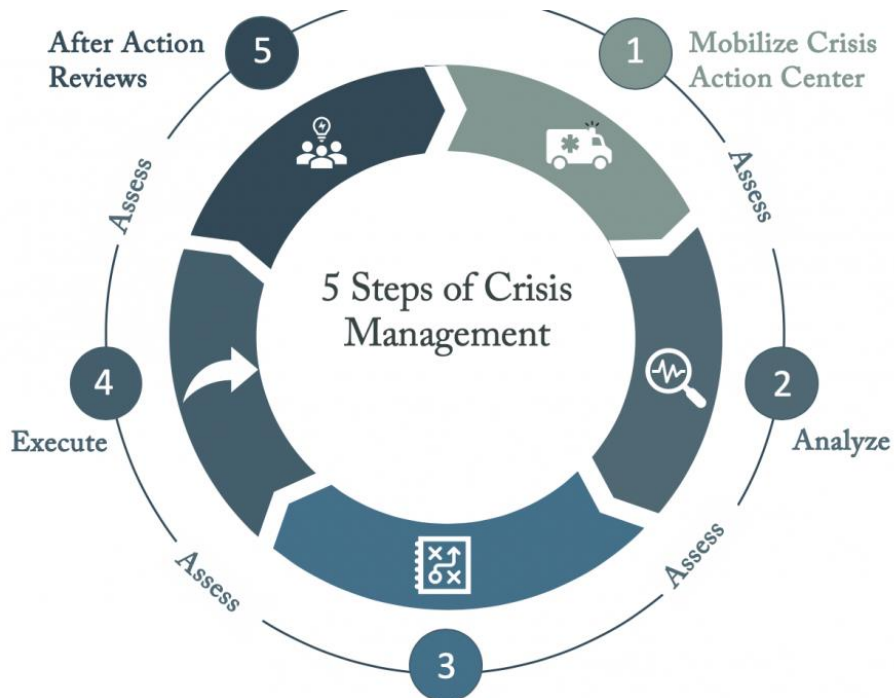 5
After Action
Reviews
1
Mobilize Crisis
Action Center
Assess
Assess
5 Steps of Crisis
Management
4
Execute
2
Analyze
Assess
Assess
3